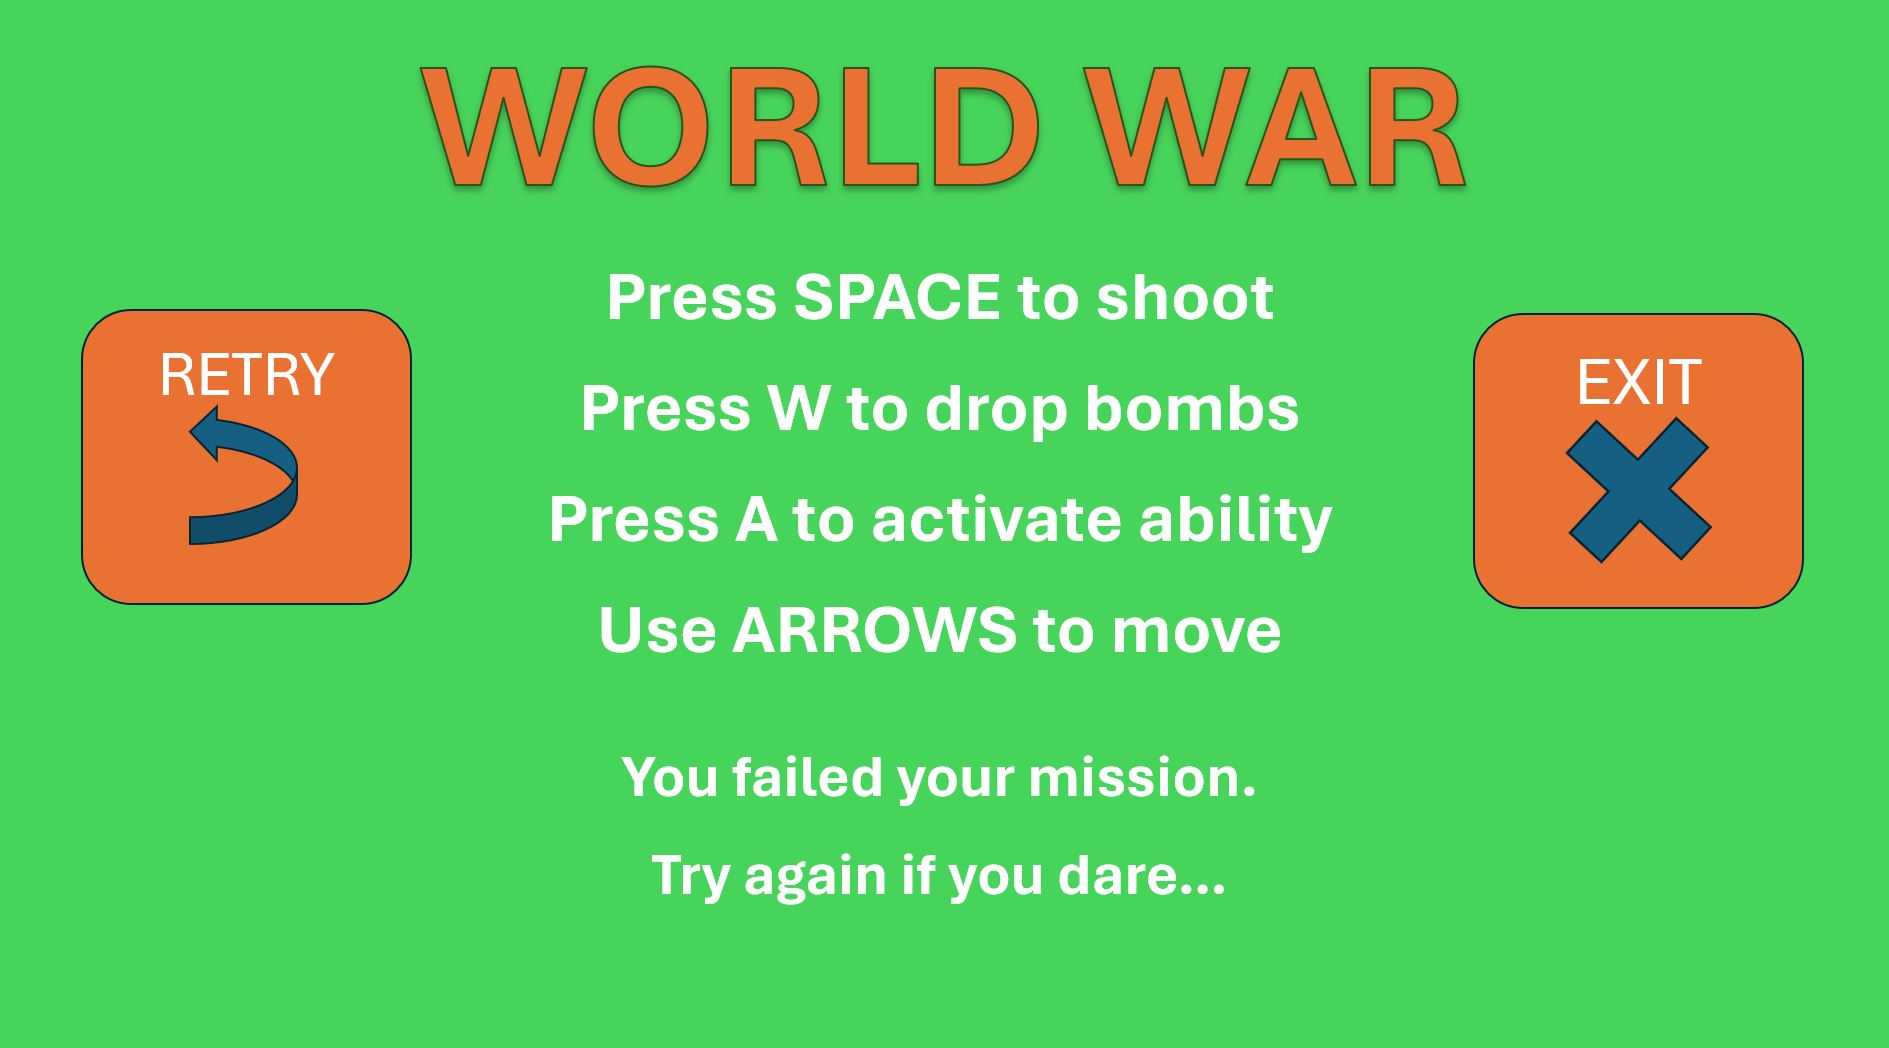 WORLD WAR
Press SPACE to shoot
RETRY
EXIT
Press W to drop bombs
Press A to activate ability
Use ARROWS to move
You failed your mission.
Try again if you dare...